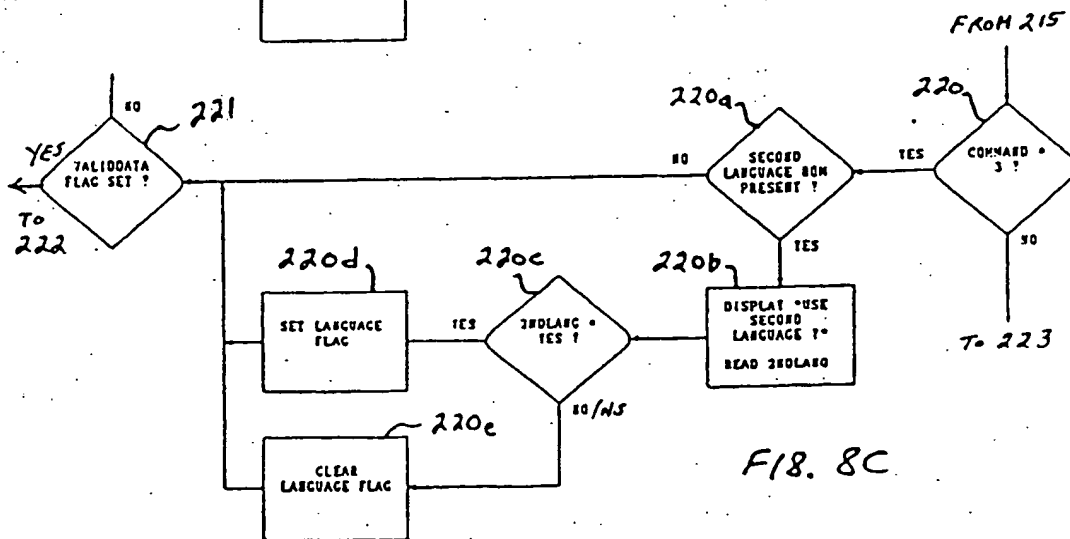 FROM 215
220
COMMAND =
3 ?
YES
NO
To 223
220a
SECOND
LANGUAGE ROM
PRESENT ?
NO
YES
220b
DISPLAY "USE
SECOND
LANGUAGE ?"
READ 2NDLANG
220c
2NDLANG =
YES ?
YES
NO/NS
220d
SET LANGUAGE
FLAG
220e
CLEAR
LANGUAGE FLAG
221
VALIDDATA
FLAG SET ?
NO
YES
To
222
FIG. 8C